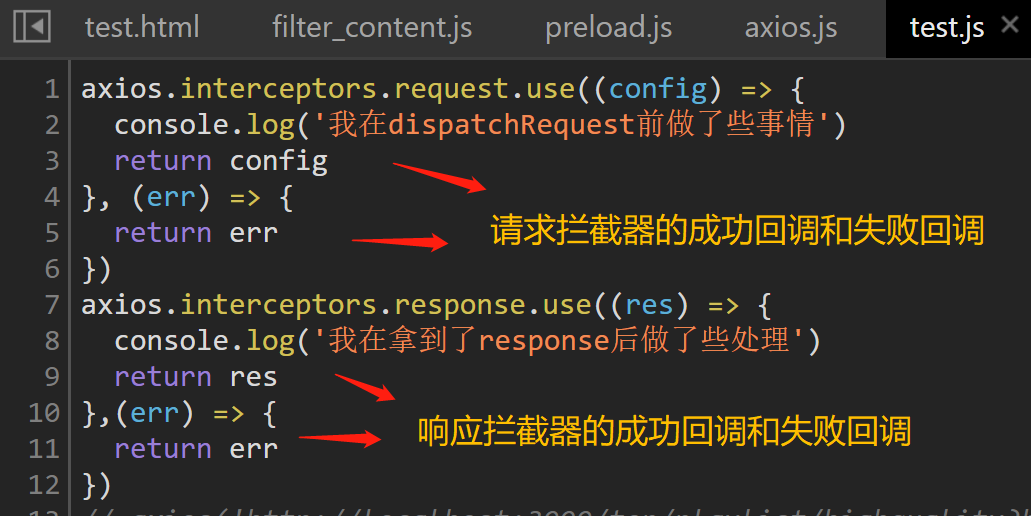 test.html filter_content.js preload.js axios.js test.js
1 axios.interceptors.request.use((config) => {
2 console.log('我在dispatchRequest前做了些事情')
3 return config
4 }, (err) => {
请求拦截器的成功回调和失败回调
5 return err
6 })
7 axios.interceptors.response.use((res) => {
8 console.log('我在拿到了response后做了些处理')
9 return res
10 },(err) => {
响应拦截器的成功回调和失败回调
11 return err
12 })